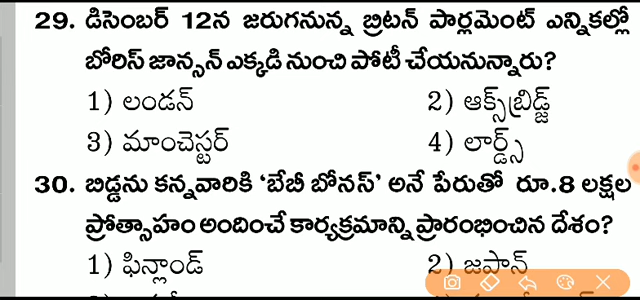 29. డిసెంబర్ 12న జరుగనున్న బ్రిటన్ పార్లమెంట్ ఎన్నికల్లో
బోరిస్ జాన్సన్ ఎక్కడి నుంచి పోటీ చేయనున్నారు?
1) లండన్ 2) ఆక్స్‌బ్రిడ్జ్
3) మాంచెస్టర్ 4) లార్డ్స్
30. బిడ్డను కన్నవారికి ‘బేబీ బోనస్’ అనే పేరుతో రూ.8 లక్షల
ప్రోత్సాహం అందించే కార్యక్రమాన్ని ప్రారంభించిన దేశం?
1) ఫిన్లాండ్ 2) జపాన్